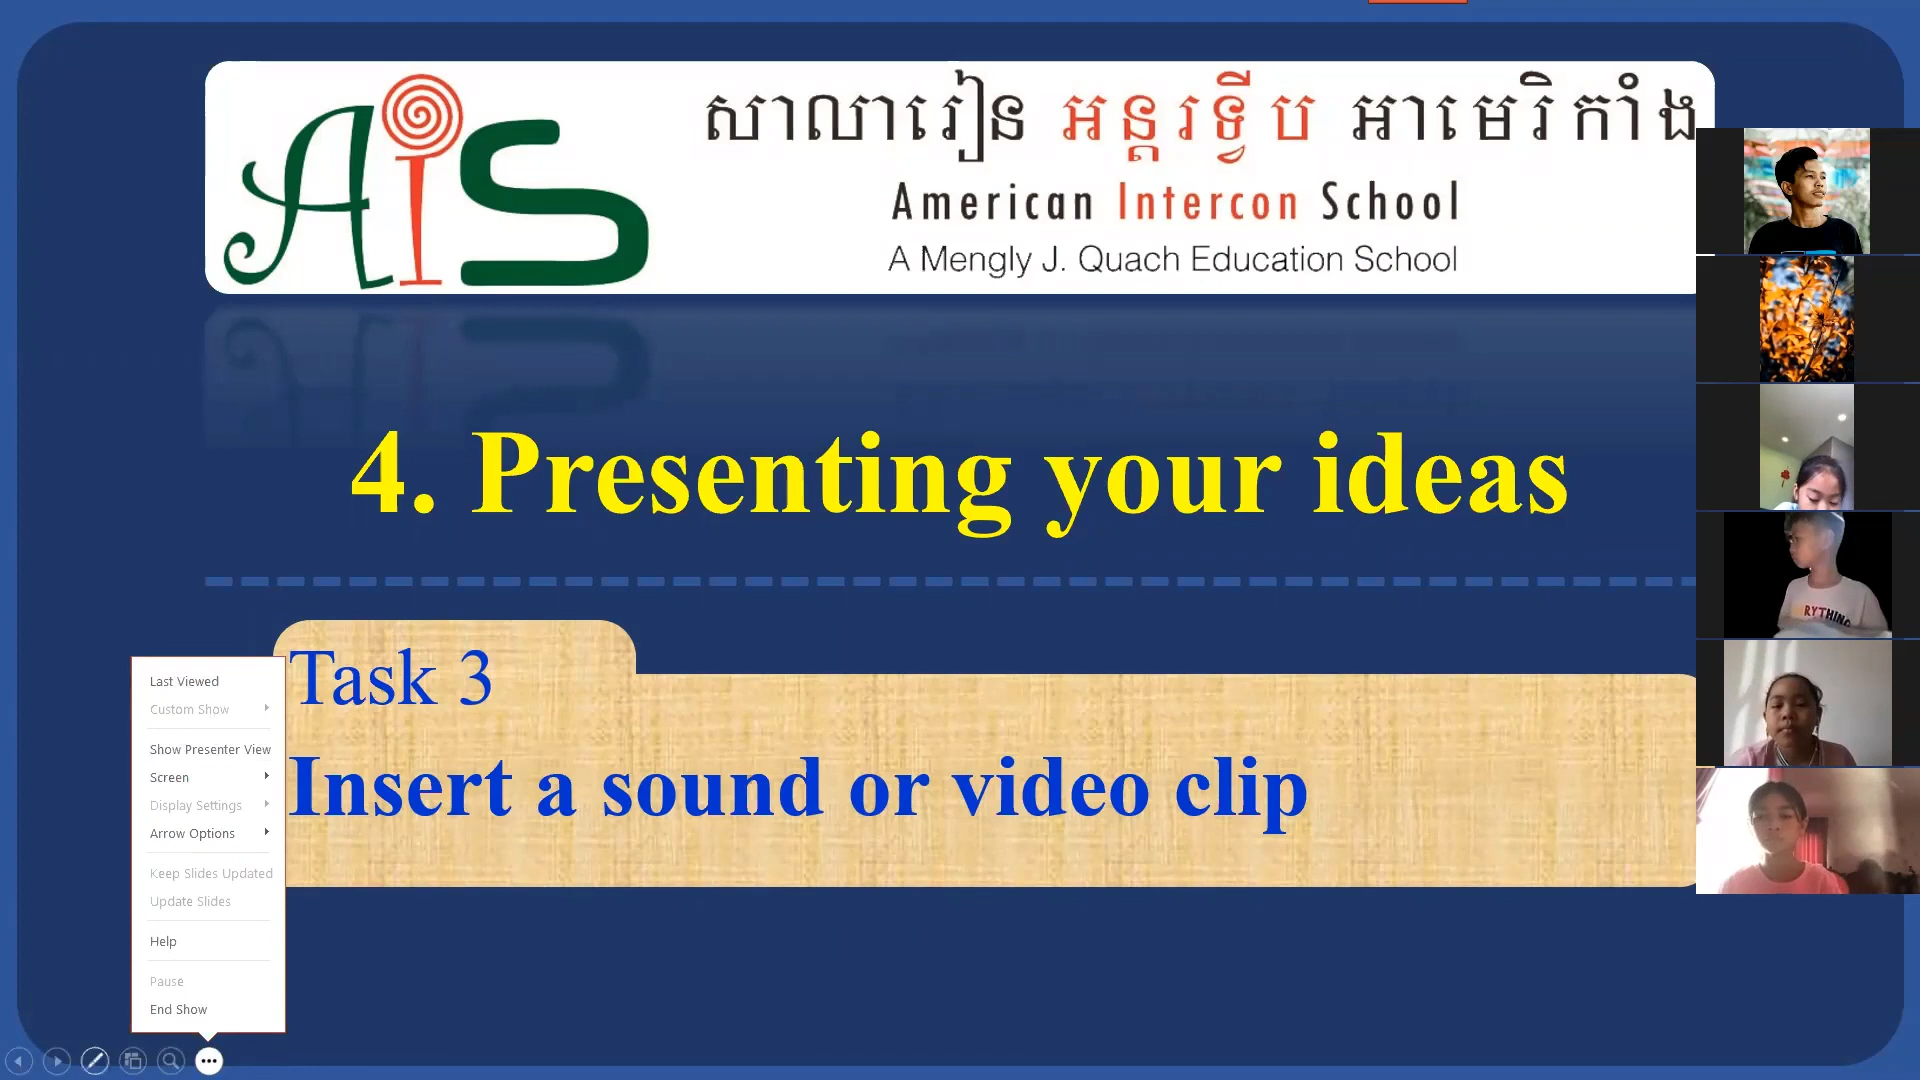 AIS
សាលារៀន អន្តរទ្វីប អាមេរិកាំង
American Intercon School
A Mengly J. Quach Education School
4. Presenting your ideas
Task 3
Insert a sound or video clip
Last Viewed
Custom Show
Show Presenter View
Screen
Display Settings
Arrow Options
Keep Slides Updated
Update Slides
Help
Pause
End Show
RYTHING